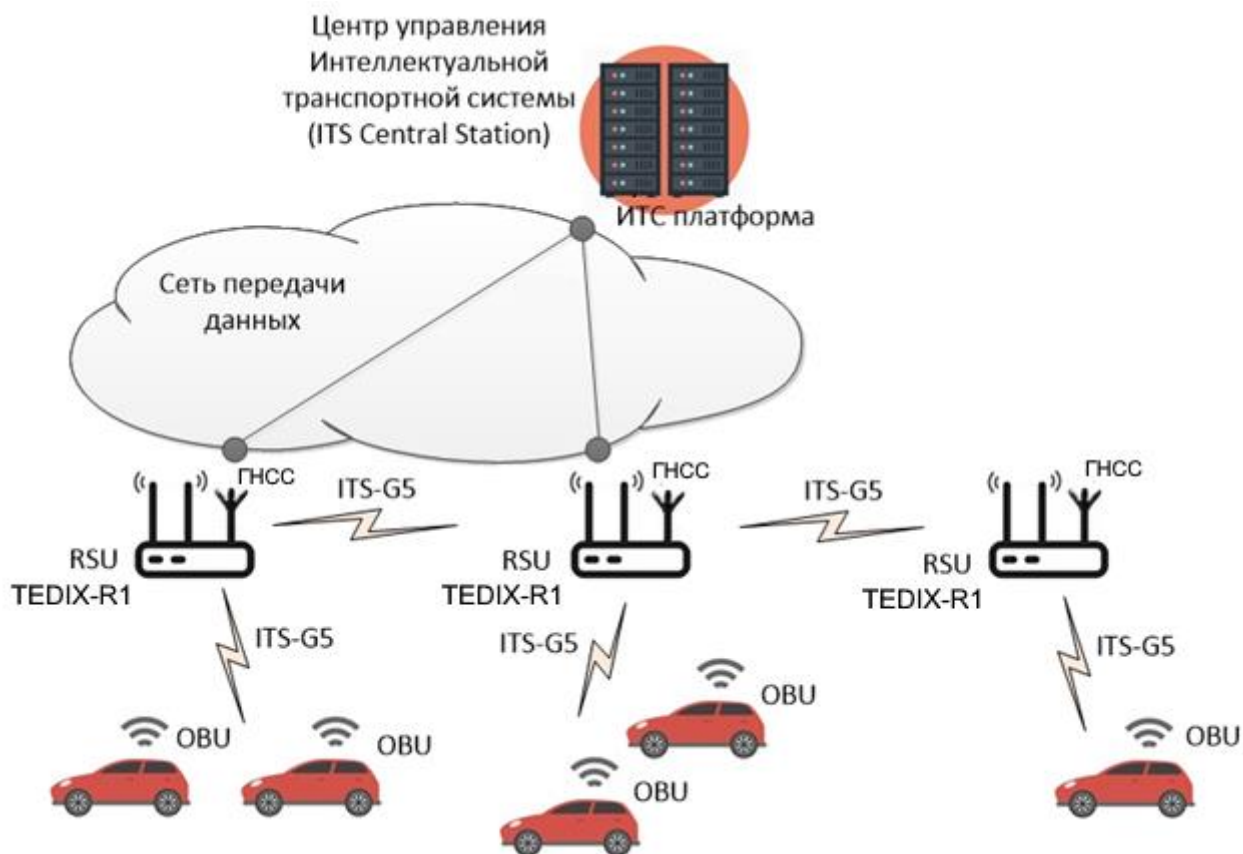 Центр управления
Интеллектуальной
транспортной системы
(ITS Central Station)
ИТС платформа
Сеть передачи
данных
ГНСС
ITS-G5
ГНСС
ITS-G5
ГНСС
RSU
TEDIX-R1
RSU
TEDIX-R1
RSU
TEDIX-R1
ITS-G5
ITS-G5
ITS-G5
OBU
OBU
OBU
OBU
OBU